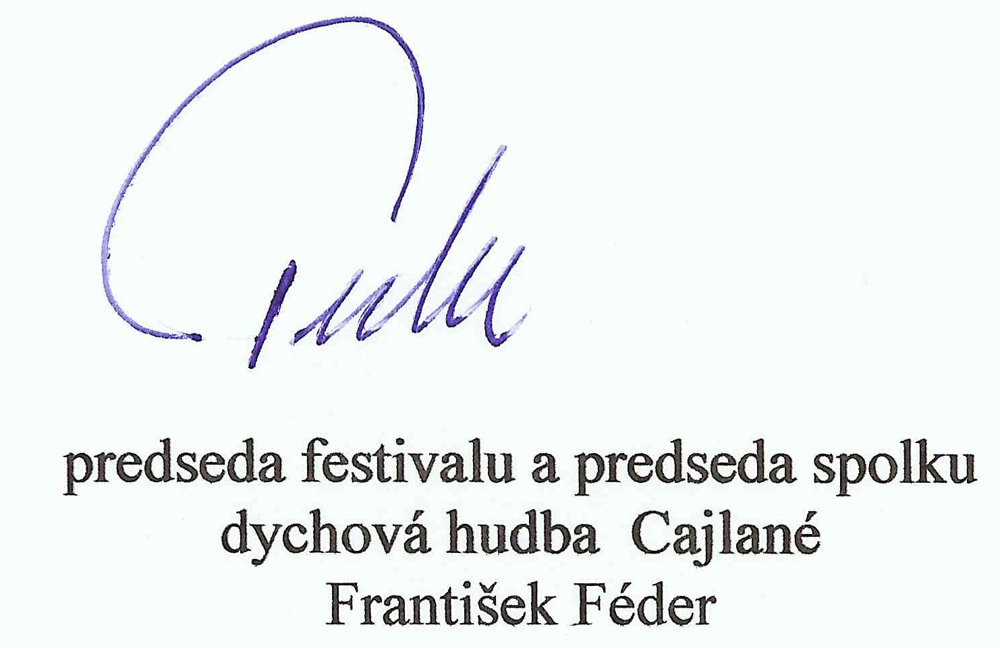 predseda festivalu a predseda spolku
dychová hudba Cajlané
František Féder